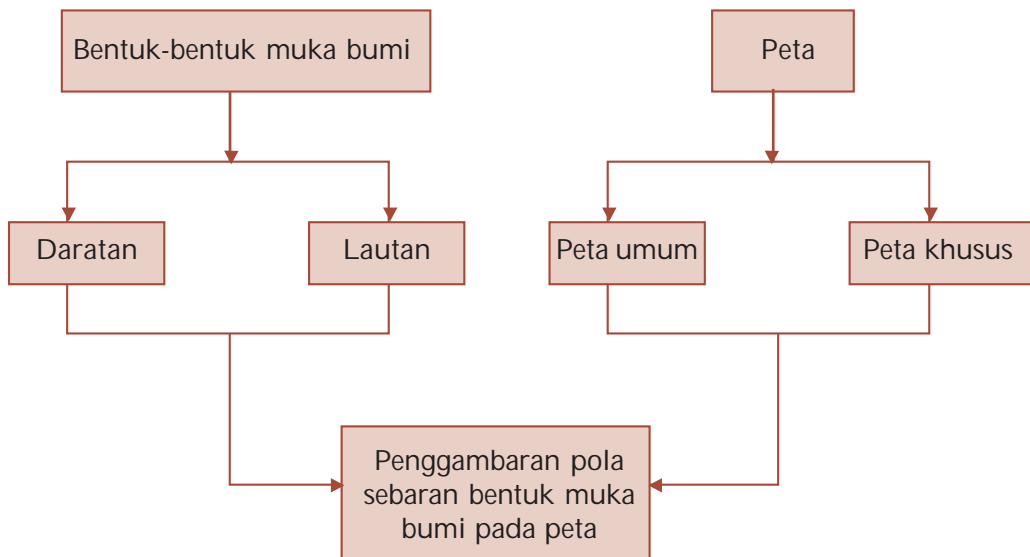 Bentuk-bentuk muka bumi
Peta
Daratan
Lautan
Peta umum
Peta khusus
Penggambaran pola
sebaran bentuk muka
bumi pada peta